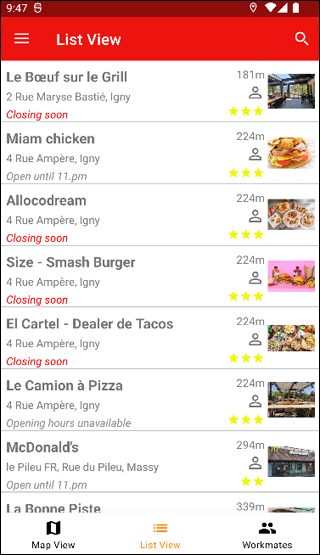 9:47
List View
Le Bœuf sur le Grill
181m
2 Rue Maryse Bastié, Igny
Closing soon
Miam chicken
224m
4 Rue Ampère, Igny
Open until 11.pm
Allocodream
224m
4 Rue Ampère, Igny
Closing soon
Size - Smash Burger
224m
4 Rue Ampère, Igny
Closing soon
El Cartel - Dealer de Tacos
224m
4 Rue Ampère, Igny
Closing soon
Le Camion à Pizza
224m
4 Rue Ampère, Igny
Opening hours unavailable
McDonald's
294m
le Pileu FR, Rue du Pileu, Massy
Open until 11.pm
La Bonne Piste
339m
Map View
List View
Workmates